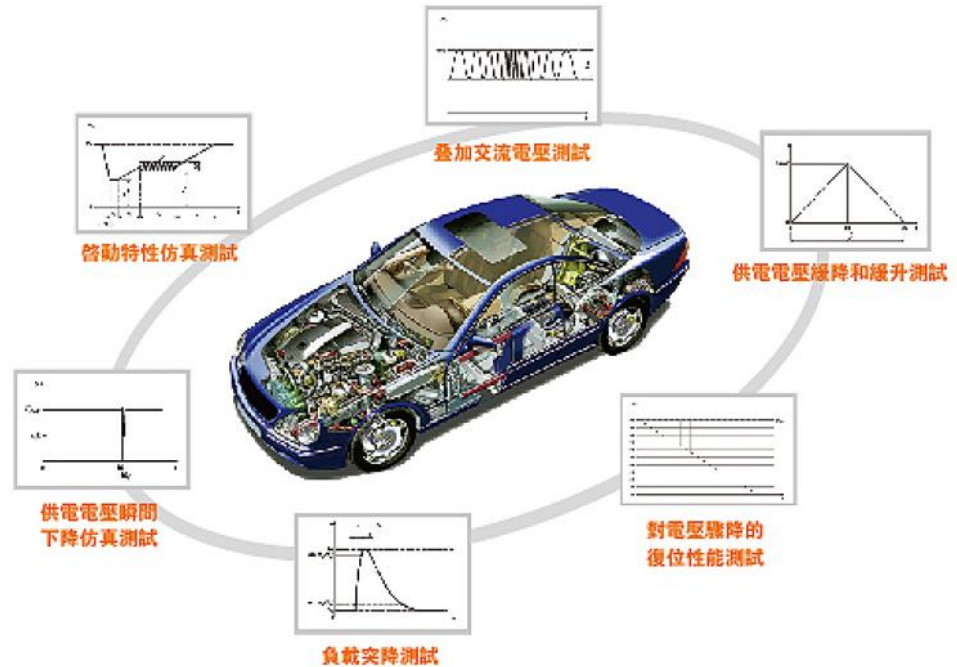 叠加交流電壓測試
啓動特性仿真測試
供電電壓緩降和緩升測試
供電電壓瞬間
下降仿真測試
對電壓驟降的
復位性能測試
負載突降測試